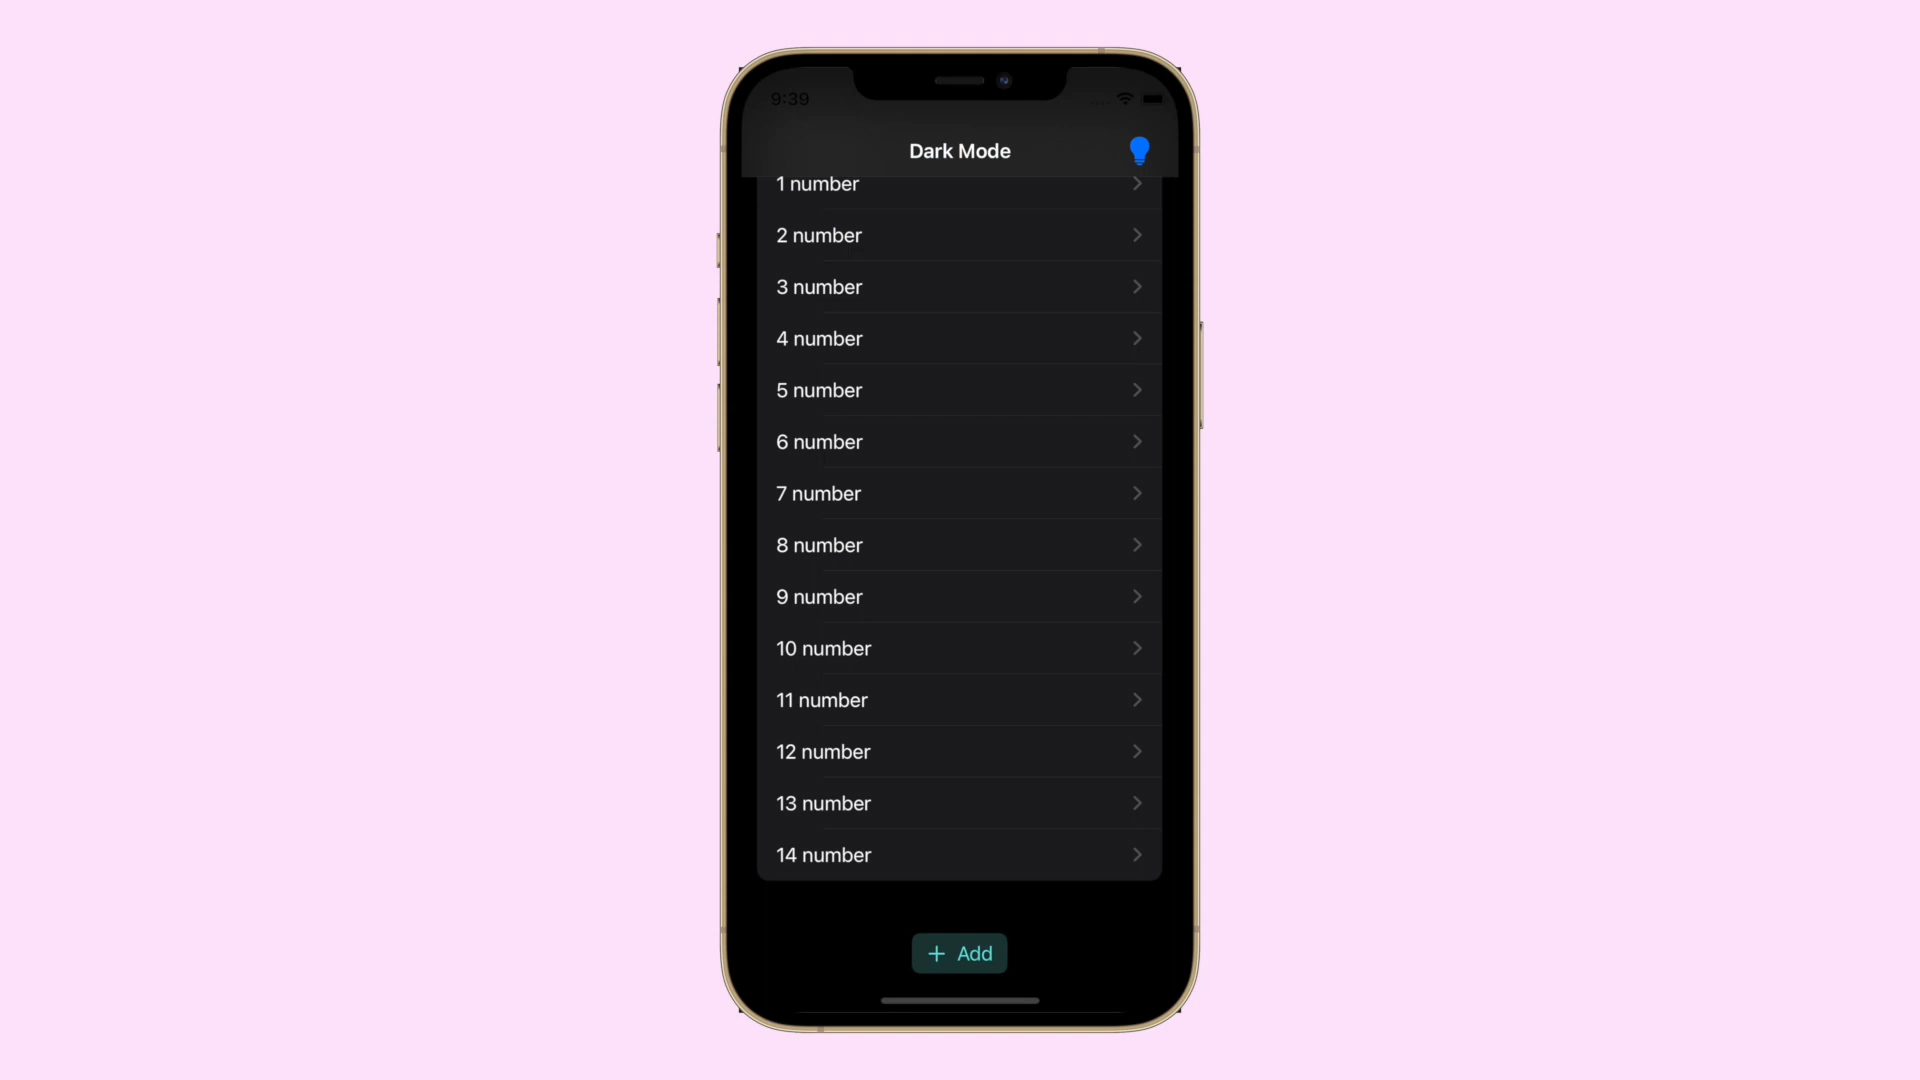 9:39
Dark Mode
1 number
2 number
3 number
4 number
5 number
6 number
7 number
8 number
9 number
10 number
11 number
12 number
13 number
14 number
+ Add